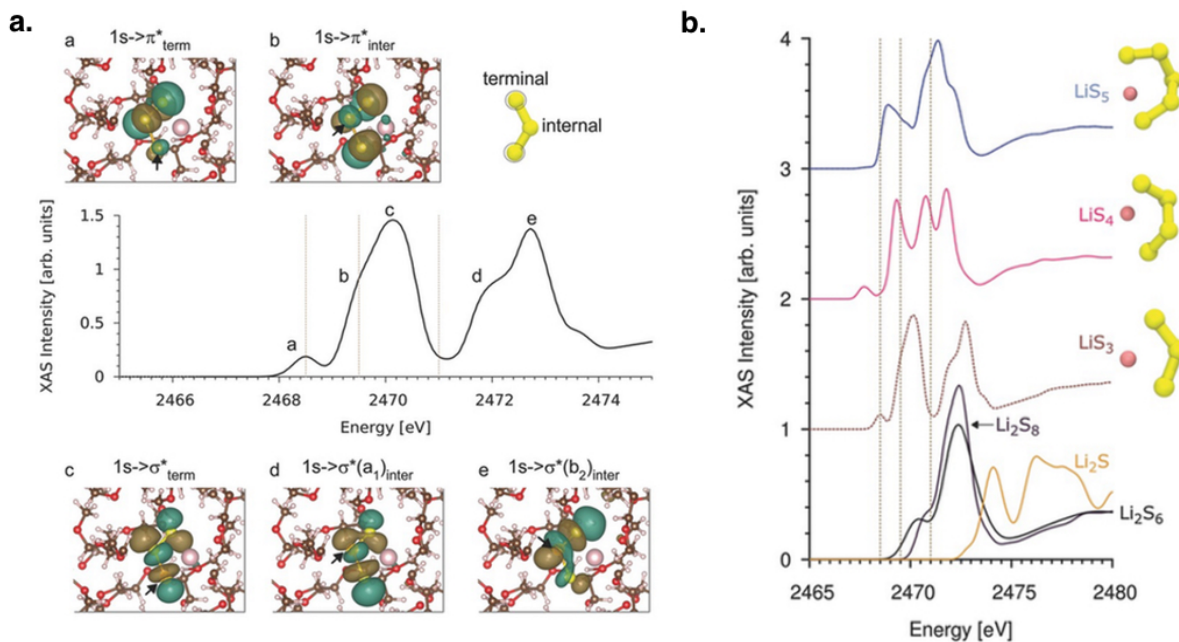 a.
b.
a 1s->π*term
b 1s->π*inter
terminal
internal
XAS Intensity [arb. units]
1.5
1
0.5
0
a
b
c
d
e
2466 2468 2470 2472 2474
Energy [eV]
c 1s->σ*term
d 1s->σ*(a1)inter
e 1s->σ*(b2)inter
XAS Intensity [arb. units]
4
3
2
1
0
LiS5
LiS4
LiS3
Li2S8
Li2S
Li2S6
2465 2470 2475 2480
Energy [eV]